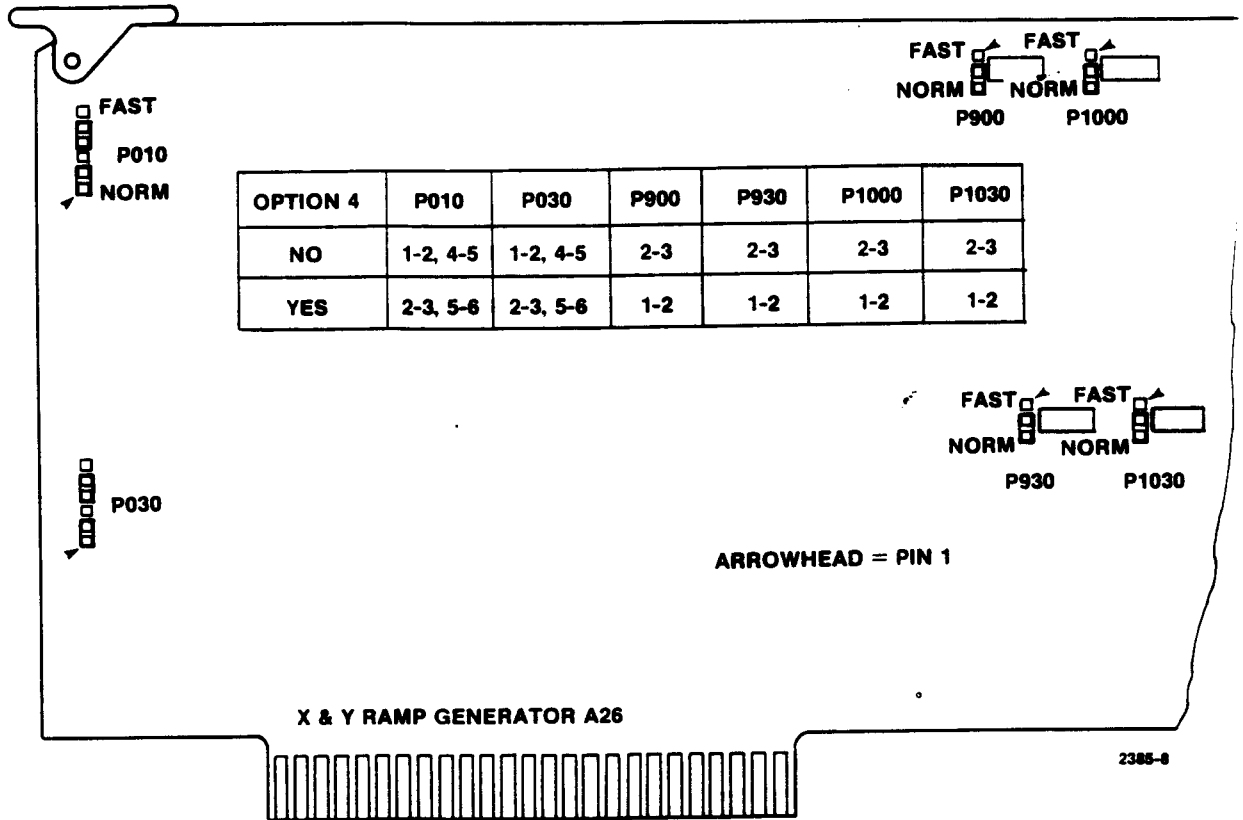 FAST
P010
NORM
FAST FAST
NORM NORM
P900 P1000
OPTION 4 P010 P030 P900 P930 P1000 P1030
NO 1-2, 4-5 1-2, 4-5 2-3 2-3 2-3 2-3
YES 2-3, 5-6 2-3, 5-6 1-2 1-2 1-2 1-2
FAST FAST
NORM NORM
P930 P1030
P030
ARROWHEAD = PIN 1
X & Y RAMP GENERATOR A26
2385-8